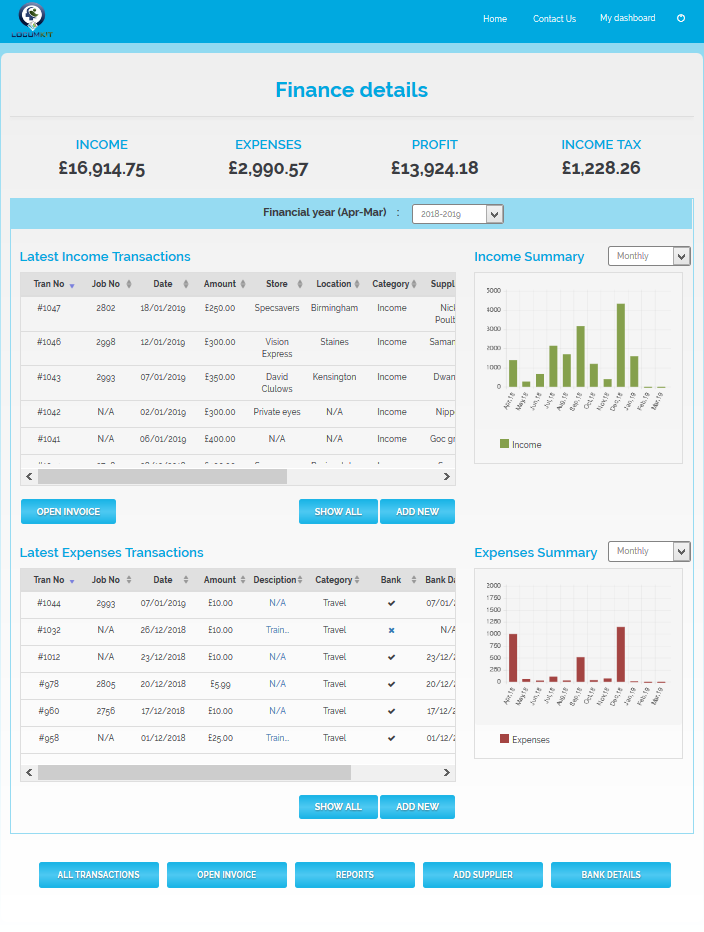 LOCUMKIT
Home Contact Us My dashboard
Finance details
INCOME EXPENSES PROFIT INCOME TAX
£16,914.75 £2,990.57 £13,924.18 £1,228.26
Financial year (Apr-Mar) : 2018-2019
Latest Income Transactions
Tran No Job No Date Amount Store Location Category Suppl
#1047 2802 18/01/2019 £250.00 Specsavers Birmingham Income Nick
Poult
#1046 2998 12/01/2019 £300.00 Vision Staines Income Saman
Express
#1043 2993 07/01/2019 £350.00 David Kensington Income Dwan
Clulows
#1042 N/A 02/01/2019 £300.00 Private eyes N/A Income Nipp
#1041 N/A 06/01/2019 £400.00 N/A N/A Income Goc gr
OPEN INVOICE SHOW ALL ADD NEW
Income Summary Monthly
5000
4000
3000
2000
1000
0
Apr,18 May,18 Jun,18 Jul,18 Aug,18 Sep,18 Oct,18 Nov,18 Dec,18 Jan,19 Feb,19 Mar,19
Income
Latest Expenses Transactions
Tran No Job No Date Amount Desciption Category Bank Bank Da
#1044 2993 07/01/2019 £10.00 N/A Travel ✔ 07/01/2
#1032 N/A 26/12/2018 £10.00 Train... Travel ✖ N/A
#1012 N/A 23/12/2018 £10.00 N/A Travel ✔ 23/12/2
#978 2805 20/12/2018 £5.99 N/A Travel ✔ 20/12/2
#960 2756 17/12/2018 £10.00 N/A Travel ✔ 17/12/2
#958 N/A 01/12/2018 £25.00 Train... Travel ✔ 01/12/2
SHOW ALL ADD NEW
Expenses Summary Monthly
2000
1750
1500
1250
1000
750
500
250
0
Apr,18 May,18 Jun,18 Jul,18 Aug,18 Sep,18 Oct,18 Nov,18 Dec,18 Jan,19 Feb,19 Mar,19
Expenses
ALL TRANSACTIONS OPEN INVOICE REPORTS ADD SUPPLIER BANK DETAILS